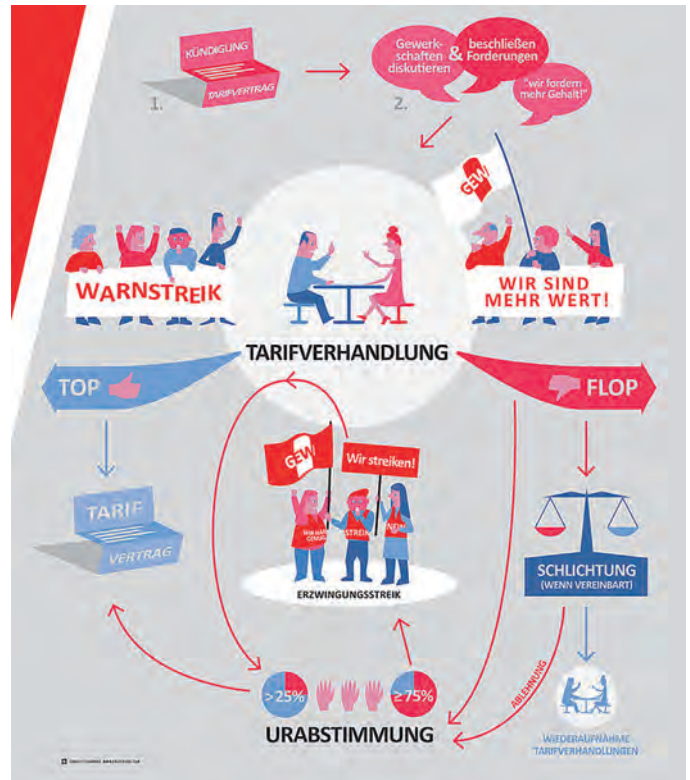 KÜNDIGUNG
TARIFVERTRAG
1.
Gewerk-
schaften
diskutieren
&
beschließen
Forderungen
"wir fordern
mehr Gehalt!"
2.
GEW
WARNSTREIK
WIR SIND
MEHR WERT!
TARIFVERHANDLUNG
TOP
FLOP
GEW
Wir streiken!
STREIK
TARIF
VERTRAG
ERZWINGUNGSSTREIK
SCHLICHTUNG
(WENN VEREINBART)
ABLEHNUNG
>25%
≥75%
URABSTIMMUNG
WIEDERAUFNAHME
TARIFVERHANDLUNGEN